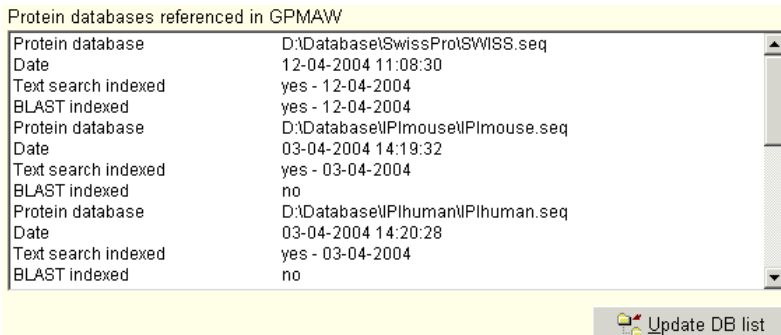 Protein databases referenced in GPMAW
Protein database D:\Database\SwissPro\SWISS.seq
Date 12-04-2004 11:08:30
Text search indexed yes - 12-04-2004
BLAST indexed yes - 12-04-2004
Protein database D:\Database\IPImouse\IPImouse.seq
Date 03-04-2004 14:19:32
Text search indexed yes - 03-04-2004
BLAST indexed no
Protein database D:\Database\IPIhuman\IPIhuman.seq
Date 03-04-2004 14:20:28
Text search indexed yes - 03-04-2004
BLAST indexed no
Update DB list